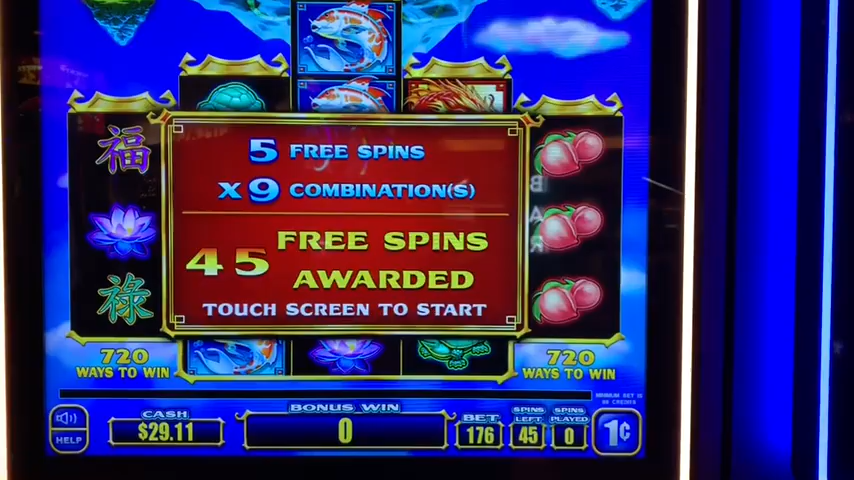 福
禄
5 FREE SPINS
x9 COMBINATION(S)
45 FREE SPINS
AWARDED
TOUCH SCREEN TO START
720
WAYS TO WIN
720
WAYS TO WIN
HELP
CASH
$29.11
BONUS WIN
0
BET
176
SPINS
LEFT
45
SPINS
PLAYED
0
1¢